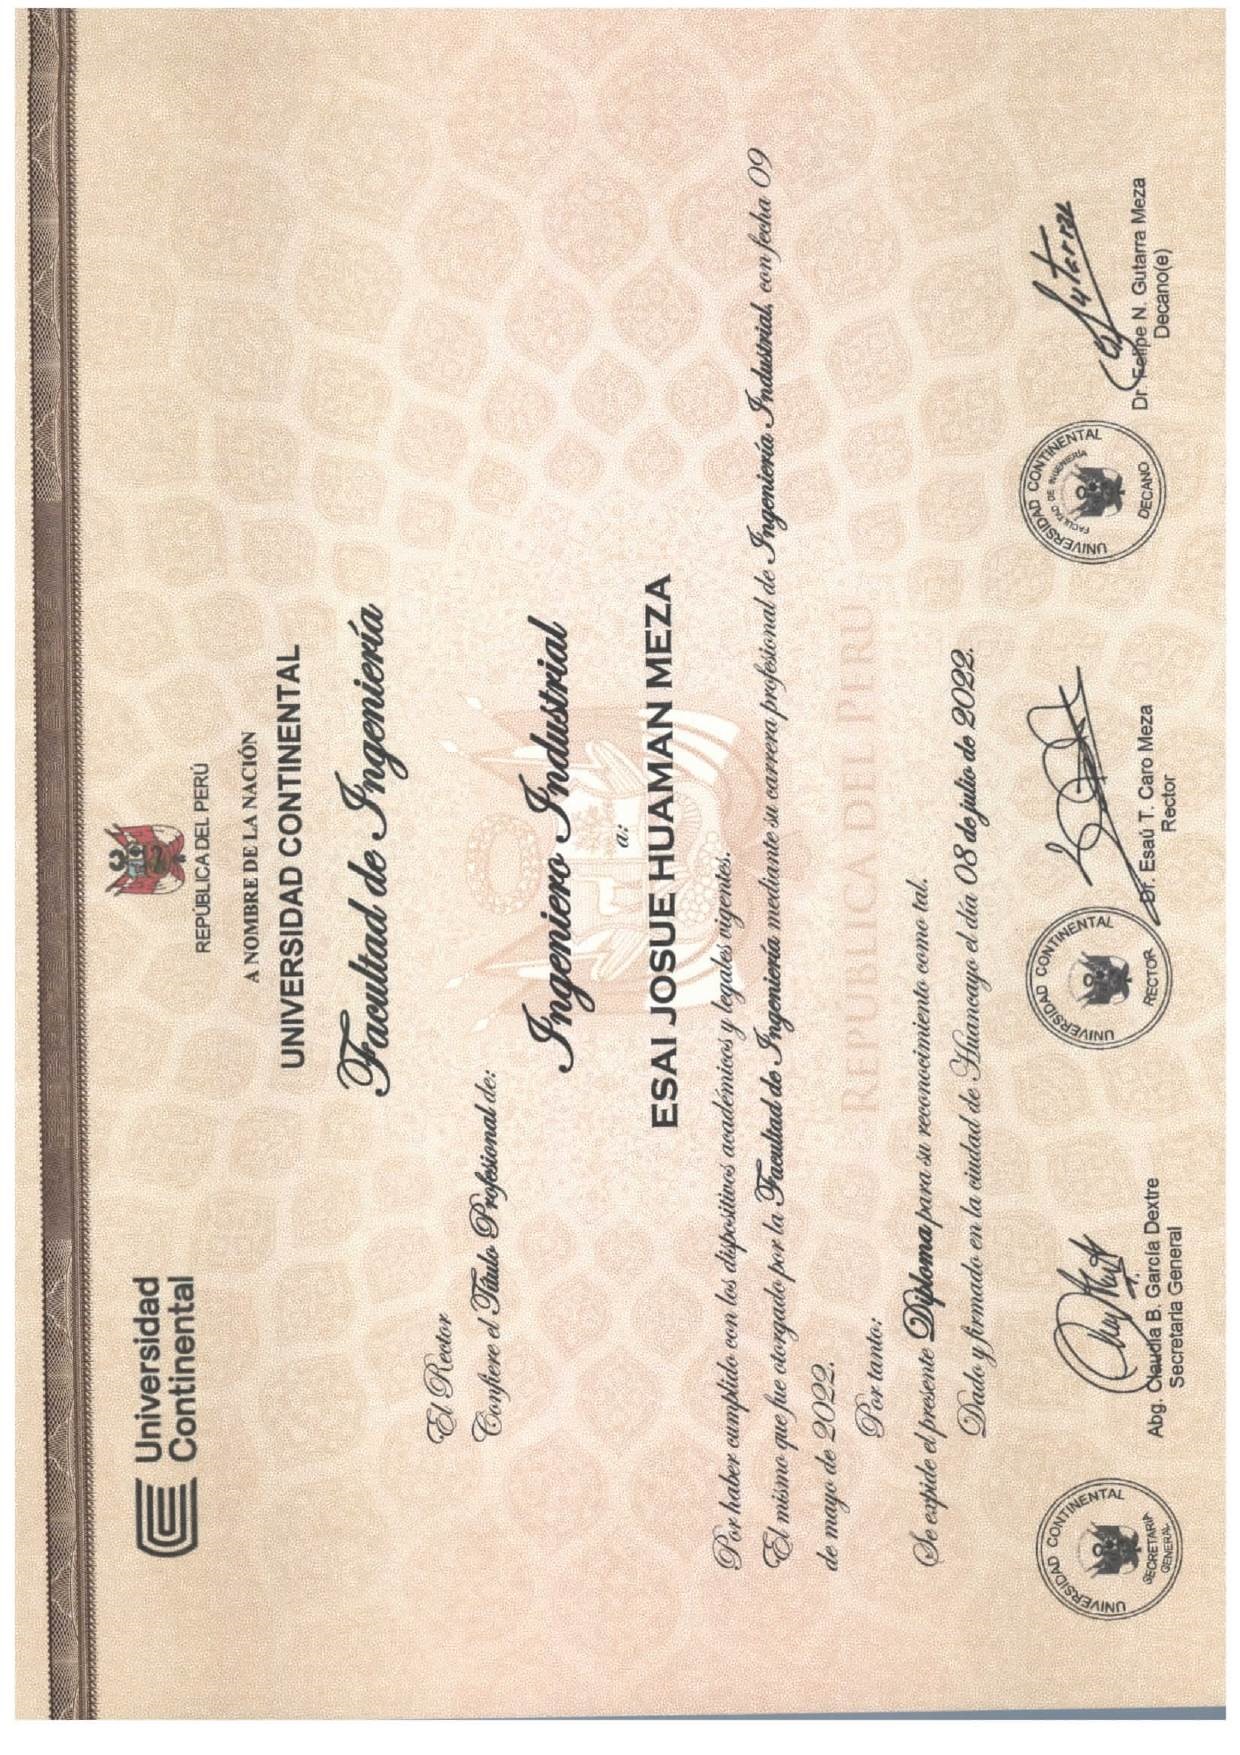 Universidad
Continental
REPÚBLICA DEL PERÚ
A NOMBRE DE LA NACIÓN
UNIVERSIDAD CONTINENTAL
Facultad de Ingeniería
El Rector
Confiere el Título Profesional de:
Ingeniero Industrial
a:
ESAI JOSUE HUAMAN MEZA
Por haber cumplido con los dispositivos académicos y legales vigentes.
El mismo que fue otorgado por la Facultad de Ingeniería mediante su carrera profesional de Ingeniería Industrial, con fecha 09
de mayo de 2022.
REPÚBLICA DEL PERÚ
Por tanto:
Se expide el presente Diploma para su reconocimiento como tal.
Dado y firmado en la ciudad de Huancayo el día 08 de julio de 2022.
UNIVERSIDAD CONTINENTAL
SECRETARIA
GENERAL
Abg. Claudia B. García Dextre
Secretaria General
UNIVERSIDAD CONTINENTAL
RECTOR
Dr. Esaú T. Caro Meza
Rector
UNIVERSIDAD CONTINENTAL
FACULTAD DE INGENIERÍA
DECANO
Dr. Felipe N. Gutarra Meza
Decano(e)